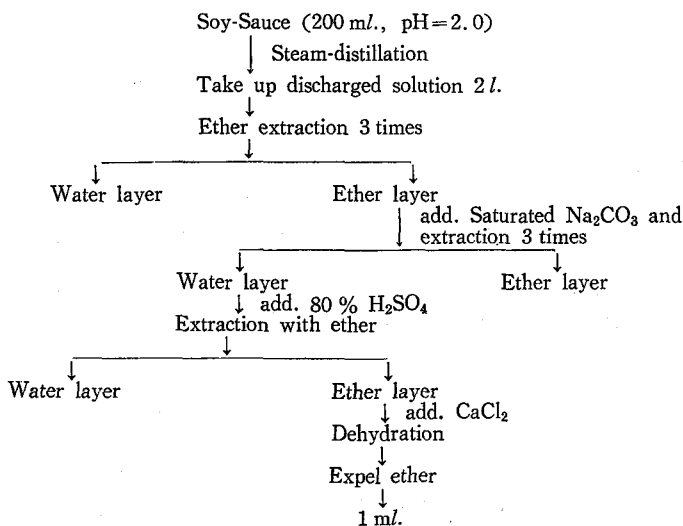 Soy-Sauce (200 ml., pH=2.0)
Steam-distillation
Take up discharged solution 2 l.
Ether extraction 3 times
Water layer
Ether layer
add. Saturated Na₂CO₃ and
extraction 3 times
Water layer
Ether layer
add. 80 % H₂SO₄
Extraction with ether
Water layer
Ether layer
add. CaCl₂
Dehydration
Expel ether
1 ml.